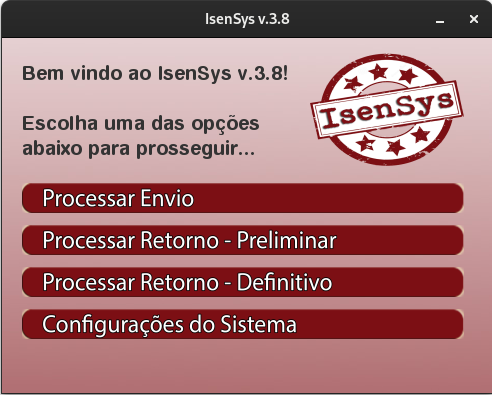 IsenSys v.3.8
Bem vindo ao IsenSys v.3.8!
IsenSys
Escolha uma das opções
abaixo para prosseguir...
Processar Envio
Processar Retorno - Preliminar
Processar Retorno - Definitivo
Configurações do Sistema